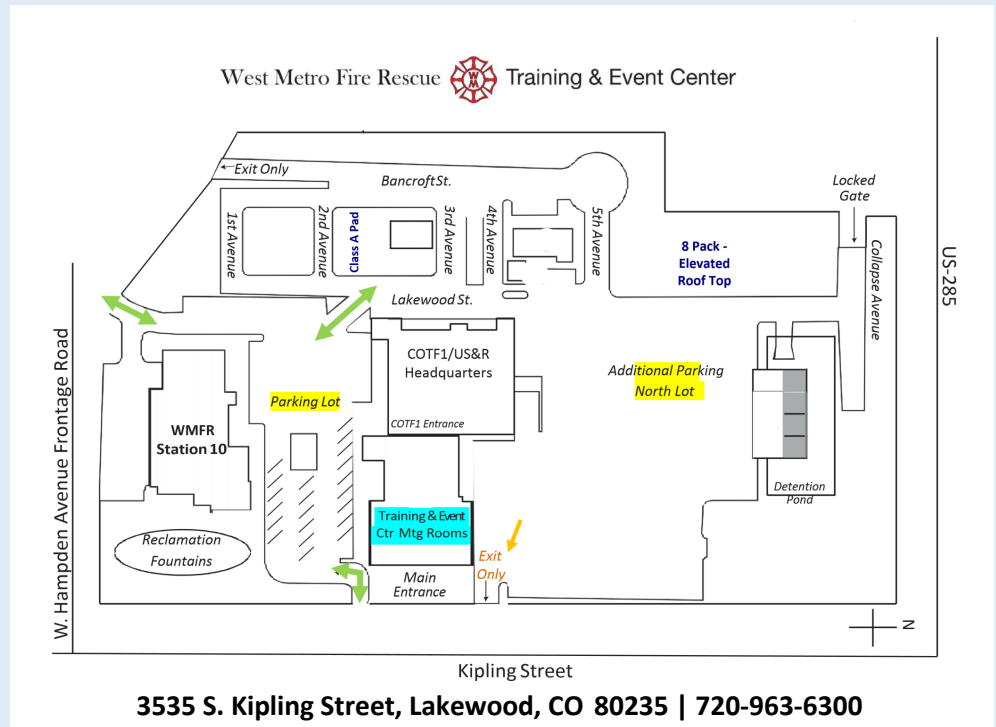 West Metro Fire Rescue
W M
Training & Event Center
Exit Only
Bancroft St.
Locked
Gate
1st Avenue
2nd Avenue
Class A Pad
3rd Avenue
4th Avenue
5th Avenue
8 Pack -
Elevated
Roof Top
Collapse Avenue
US-285
Lakewood St.
W. Hampden Avenue Frontage Road
COTF1/US&R
Headquarters
Additional Parking
North Lot
Parking Lot
COTF1 Entrance
WMFR
Station 10
Detention
Pond
Training & Event
Ctr Mtg Rooms
Reclamation
Fountains
Exit
Only
Main
Entrance
N
Kipling Street
3535 S. Kipling Street, Lakewood, CO 80235 | 720-963-6300